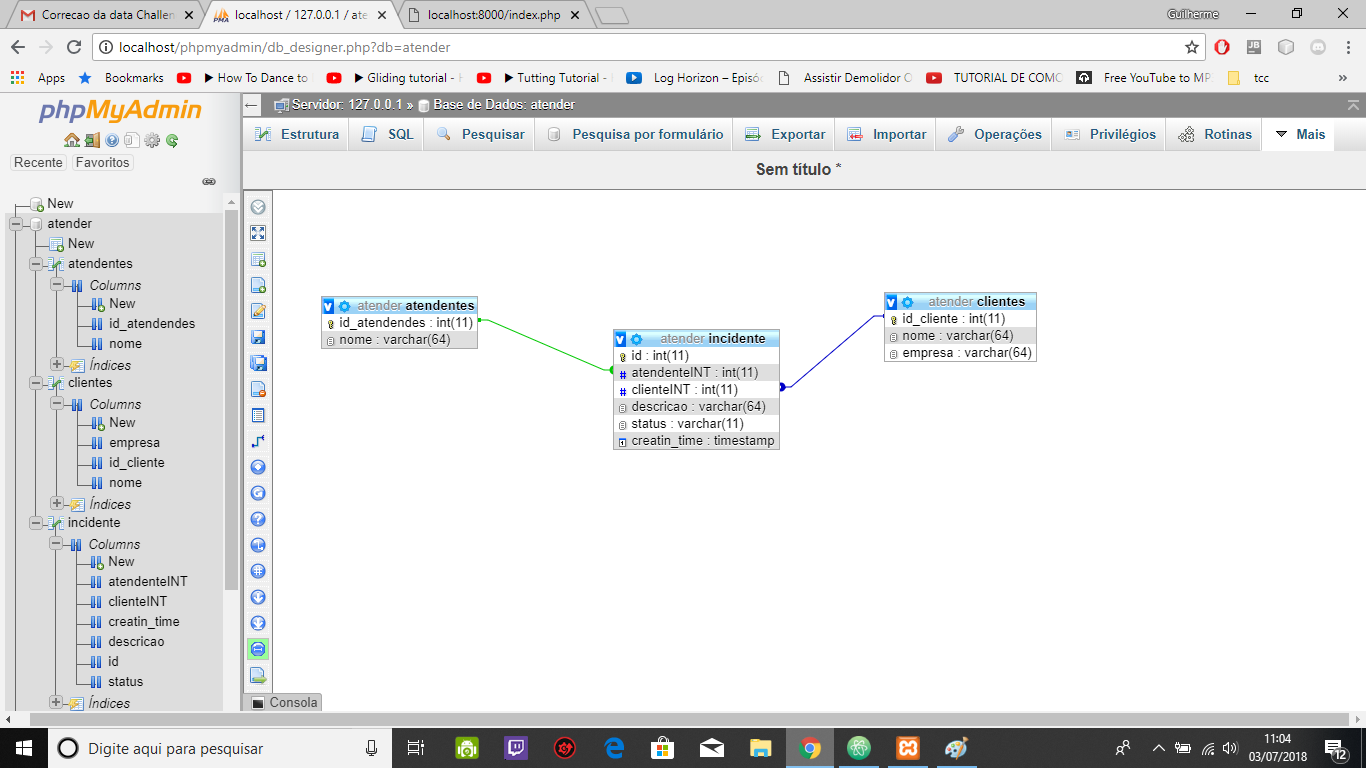 Correcao da data Challen
localhost / 127.0.0.1 / ate
localhost:8000/index.php
Guilherme
localhost/phpmyadmin/db_designer.php?db=atender
Apps
Bookmarks
How To Dance to
Gliding tutorial -
Tutting Tutorial -
Log Horizon – Episó
Assistir Demolidor
TUTORIAL DE COMO
Free YouTube to MP
tcc
»
phpMyAdmin
Recente
Favoritos
New
atender
New
atendentes
Columns
New
id_atendendes
nome
Índices
clientes
Columns
New
empresa
id_cliente
nome
Índices
incidente
Columns
New
atendenteINT
clienteINT
creatin_time
descricao
id
status
Índices
Servidor: 127.0.0.1 » Base de Dados: atender
Estrutura
SQL
Pesquisar
Pesquisa por formulário
Exportar
Importar
Operações
Privilégios
Rotinas
Mais
Sem título *
atender atendentes
id_atendendes : int(11)
nome : varchar(64)
atender incidente
id : int(11)
atendenteINT : int(11)
clienteINT : int(11)
descricao : varchar(64)
status : varchar(11)
creatin_time : timestamp
atender clientes
id_cliente : int(11)
nome : varchar(64)
empresa : varchar(64)
Consola
Digite aqui para pesquisar
11:04
03/07/2018
12